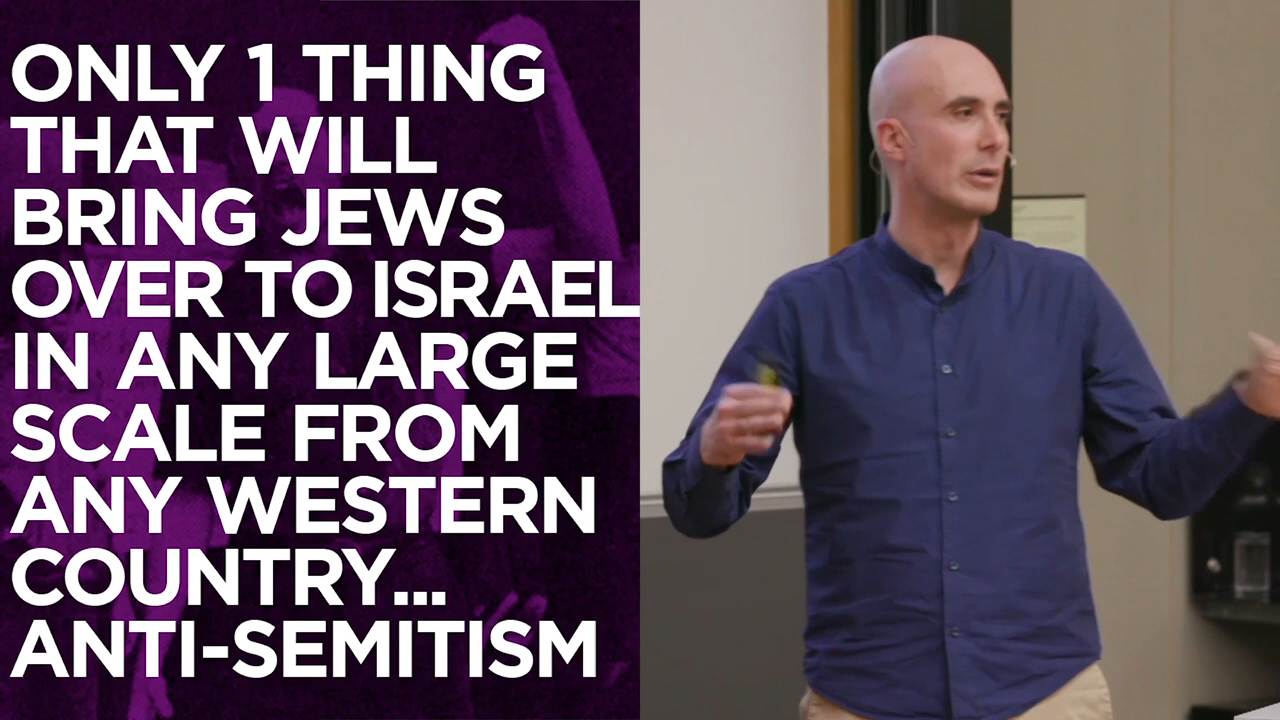 ONLY 1 THING
THAT WILL
BRING JEWS
OVER TO ISRAEL
IN ANY LARGE
SCALE FROM
ANY WESTERN
COUNTRY...
ANTI-SEMITISM